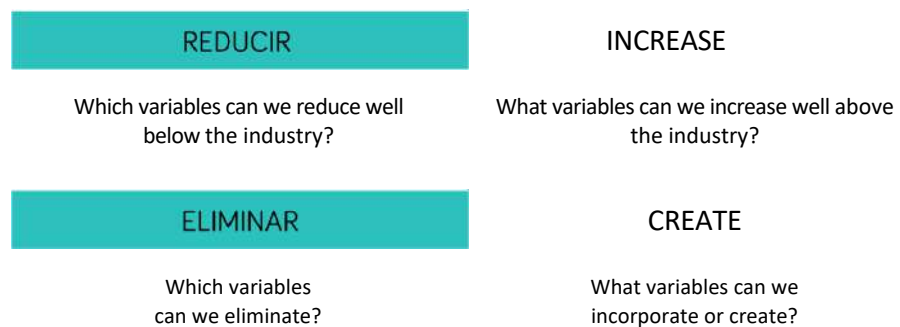 REDUCIR
INCREASE
Which variables can we reduce well
below the industry?
What variables can we increase well above
the industry?
ELIMINAR
CREATE
Which variables
can we eliminate?
What variables can we
incorporate or create?